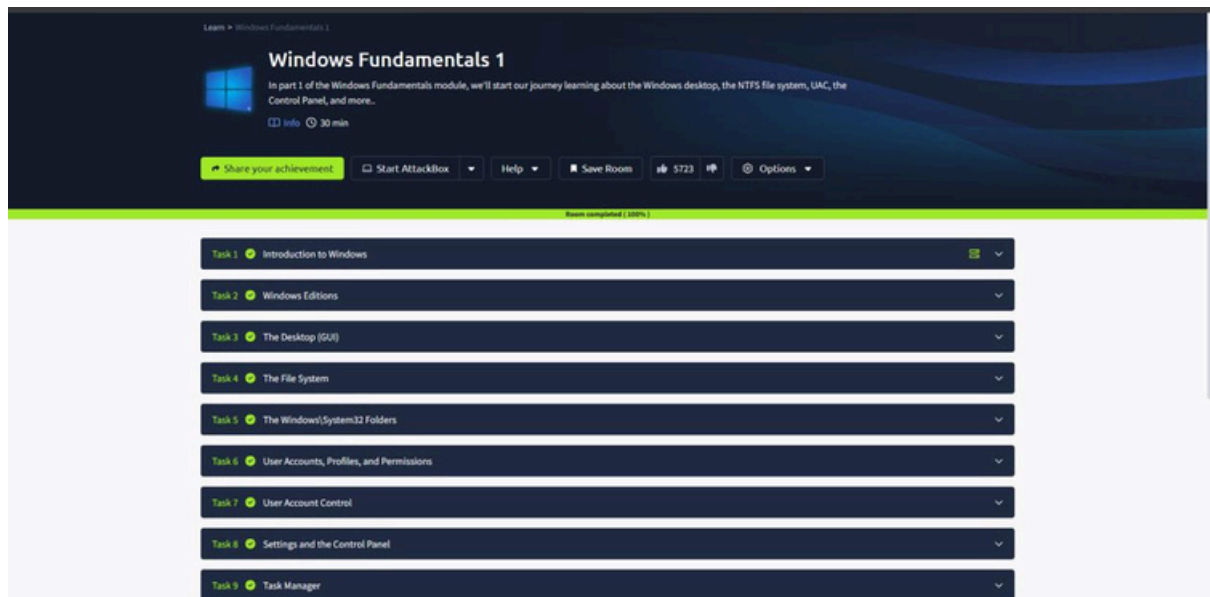 Learn > Windows Fundamentals 1
Windows Fundamentals 1
In part 1 of the Windows Fundamentals module, we'll start our journey learning about the Windows desktop, the NTFS file system, UAC, the
Control Panel, and more..
Info 30 min
Share your achievement Start AttackBox Help Save Room 5723 Options
Room completed ( 100% )
Task 1 Introduction to Windows
Task 2 Windows Editions
Task 3 The Desktop (GUI)
Task 4 The File System
Task 5 The Windows\System32 Folders
Task 6 User Accounts, Profiles, and Permissions
Task 7 User Account Control
Task 8 Settings and the Control Panel
Task 9 Task Manager